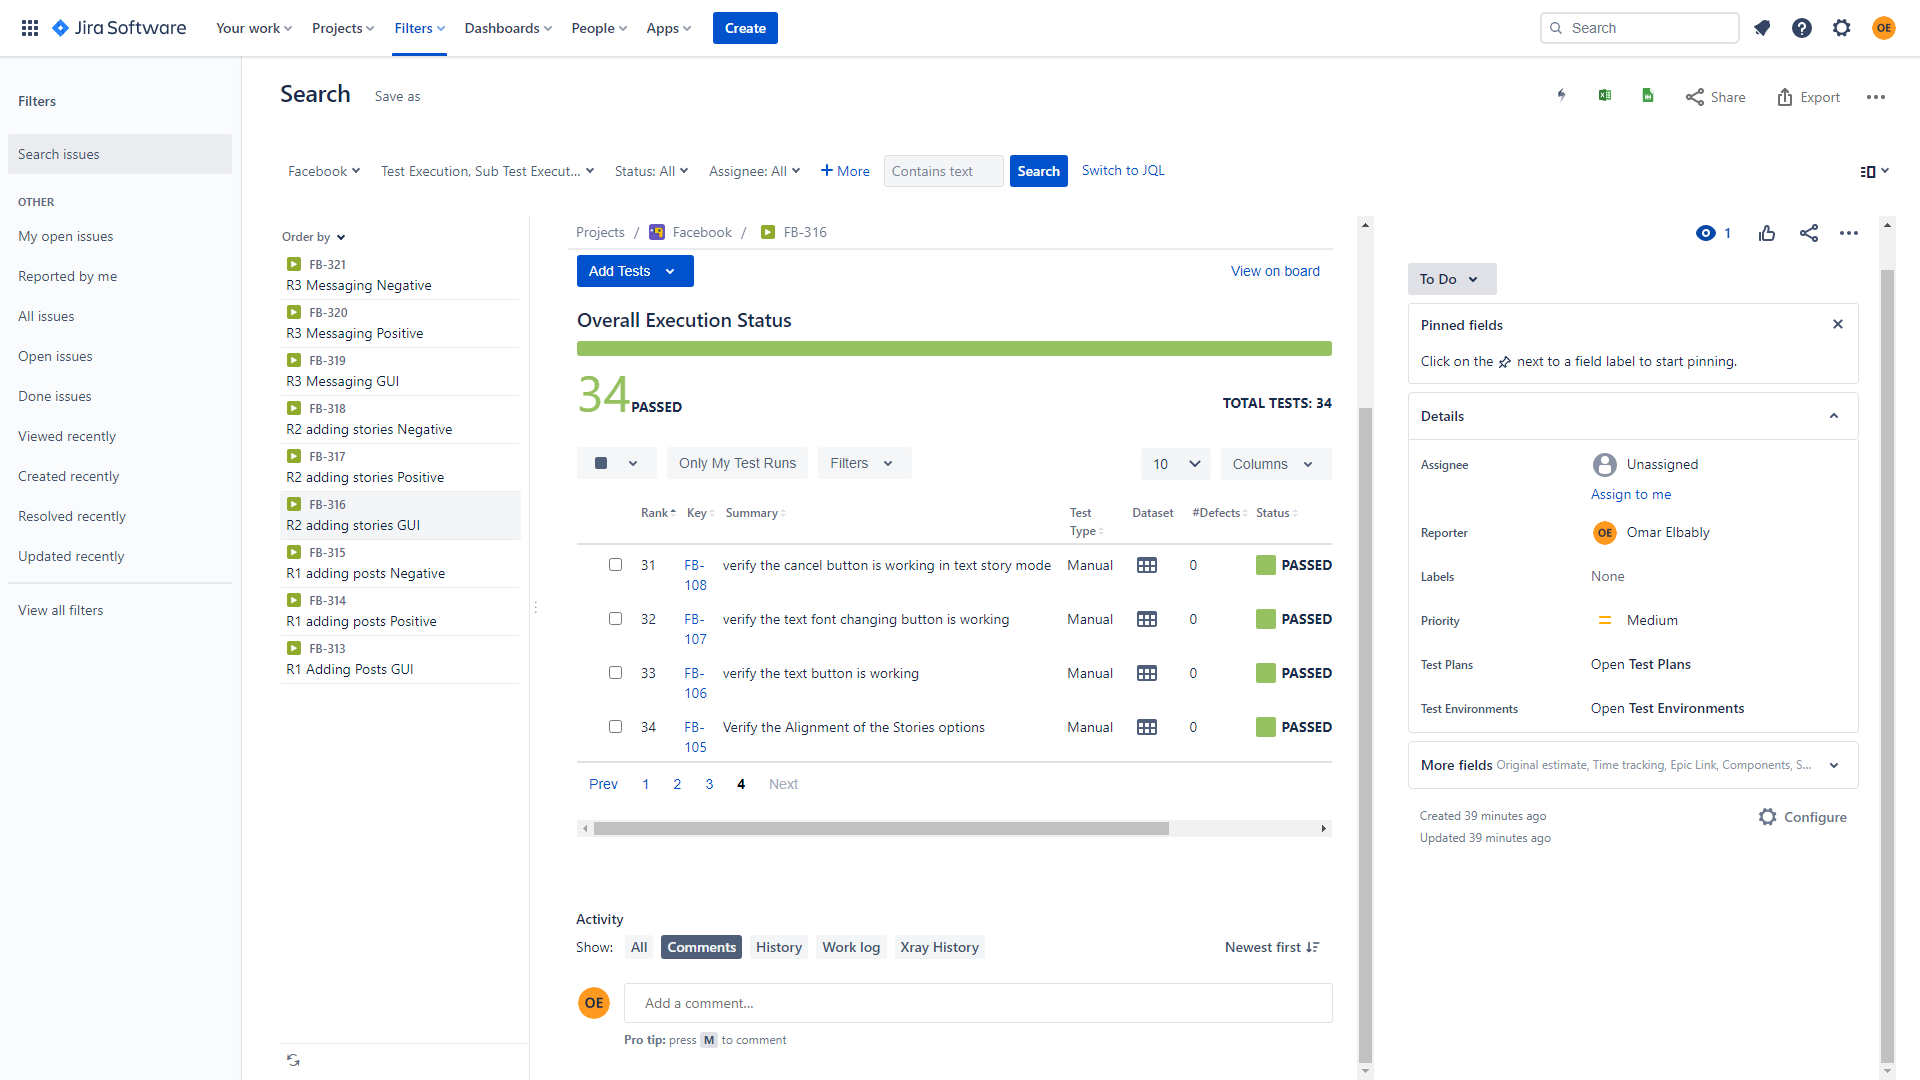 Jira Software
Your work
Projects
Filters
Dashboards
People
Apps
Create
Search
OE
Filters
Search issues
OTHER
My open issues
Reported by me
All issues
Open issues
Done issues
Viewed recently
Created recently
Resolved recently
Updated recently
View all filters
Search
Save as
Share
Export
Facebook
Test Execution, Sub Test Execut...
Status: All
Assignee: All
More
Contains text
Search
Switch to JQL
Order by
FB-321
R3 Messaging Negative
FB-320
R3 Messaging Positive
FB-319
R3 Messaging GUI
FB-318
R2 adding stories Negative
FB-317
R2 adding stories Positive
FB-316
R2 adding stories GUI
FB-315
R1 adding posts Negative
FB-314
R1 adding posts Positive
FB-313
R1 Adding Posts GUI
Projects / Facebook / FB-316
Add Tests
View on board
Overall Execution Status
34 PASSED
TOTAL TESTS: 34
Only My Test Runs
Filters
10
Columns
Rank Key Summary Test Type Dataset #Defects Status
31 FB-108 verify the cancel button is working in text story mode Manual 0 PASSED
32 FB-107 verify the text font changing button is working Manual 0 PASSED
33 FB-106 verify the text button is working Manual 0 PASSED
34 FB-105 Verify the Alignment of the Stories options Manual 0 PASSED
Prev 1 2 3 4 Next
Activity
Show: All Comments History Work log Xray History
Newest first
OE
Add a comment...
Pro tip: press M to comment
1
To Do
Pinned fields
Click on the next to a field label to start pinning.
Details
Assignee
Unassigned
Assign to me
Reporter
OE
Omar Elbably
Labels
None
Priority
Medium
Test Plans
Open Test Plans
Test Environments
Open Test Environments
More fields Original estimate, Time tracking, Epic Link, Components, S...
Created 39 minutes ago
Updated 39 minutes ago
Configure